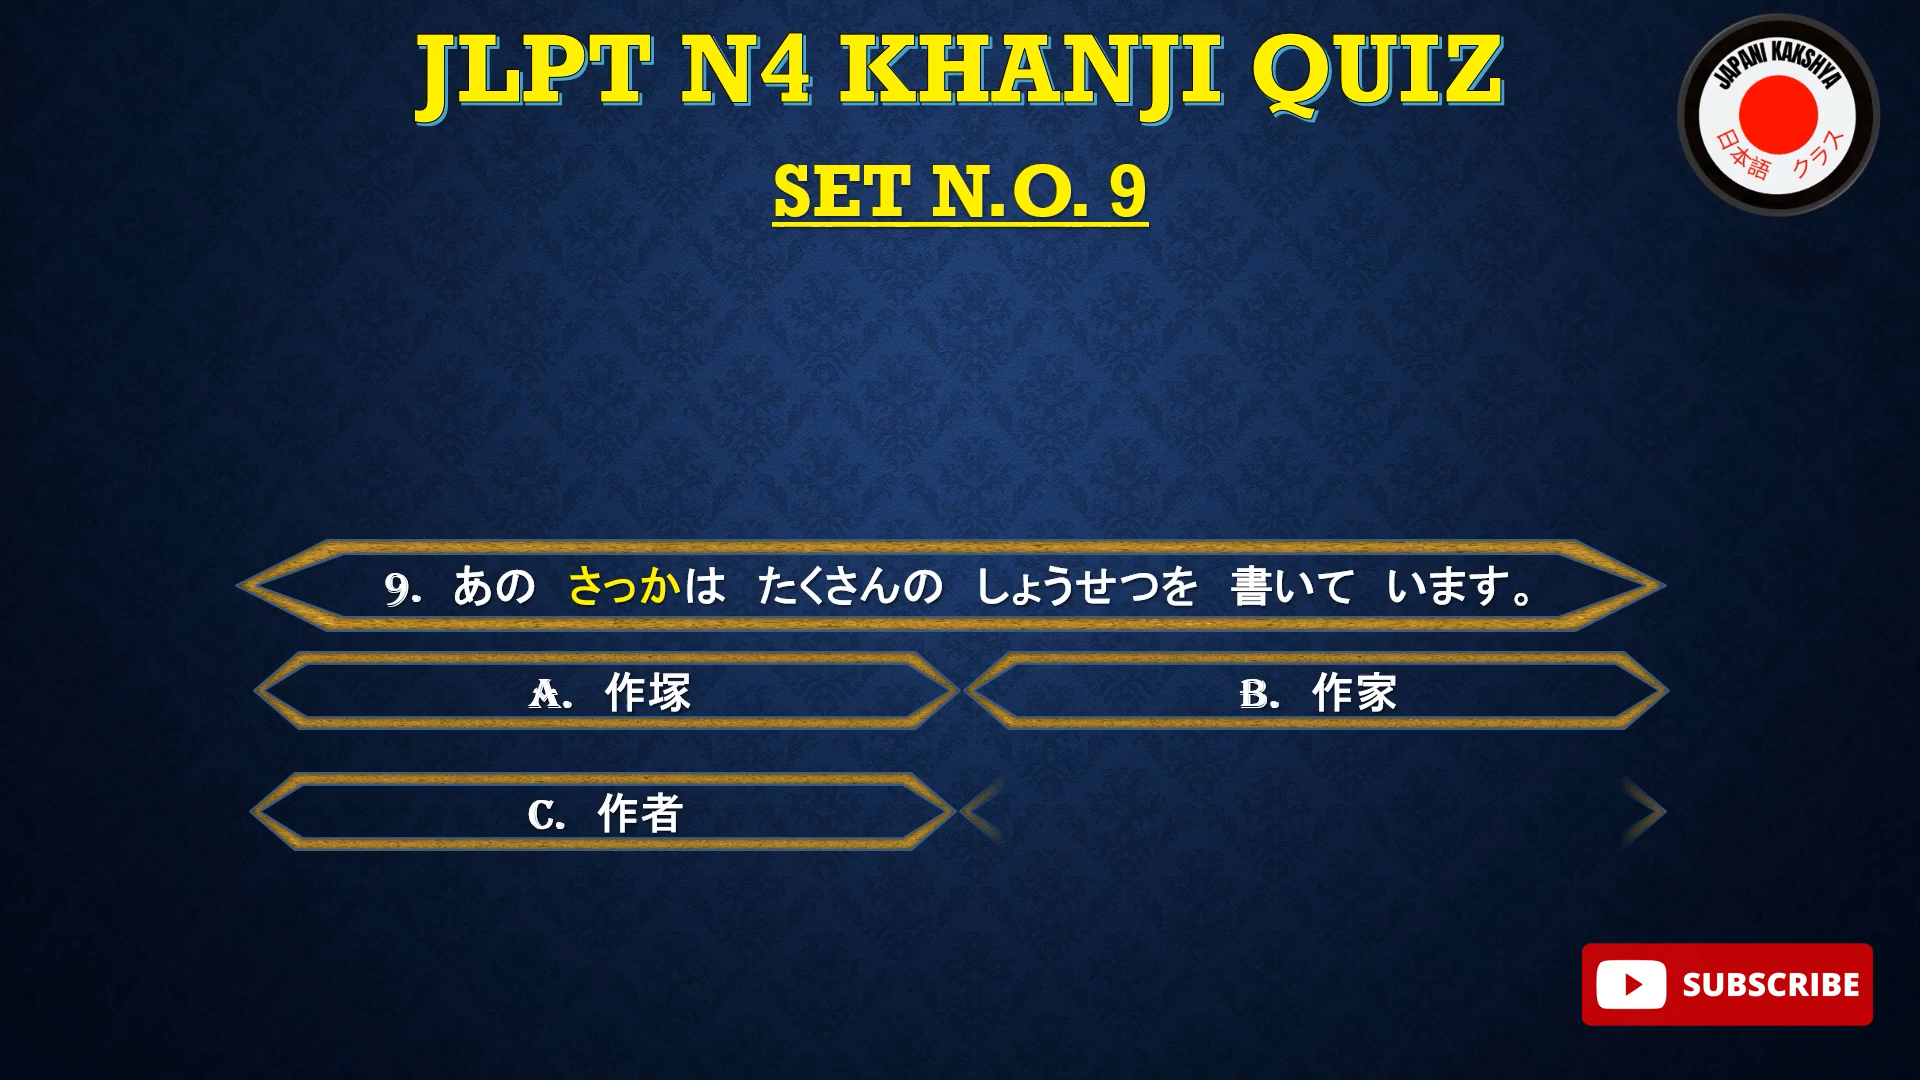 JLPT N4 KHANJI QUIZ
JAPANI KAKSHYA
日本語 クラス
SET N.O. 9
9. あの さっかは たくさんの しょうせつを 書いて います。
A. 作塚
B. 作家
C. 作者
SUBSCRIBE